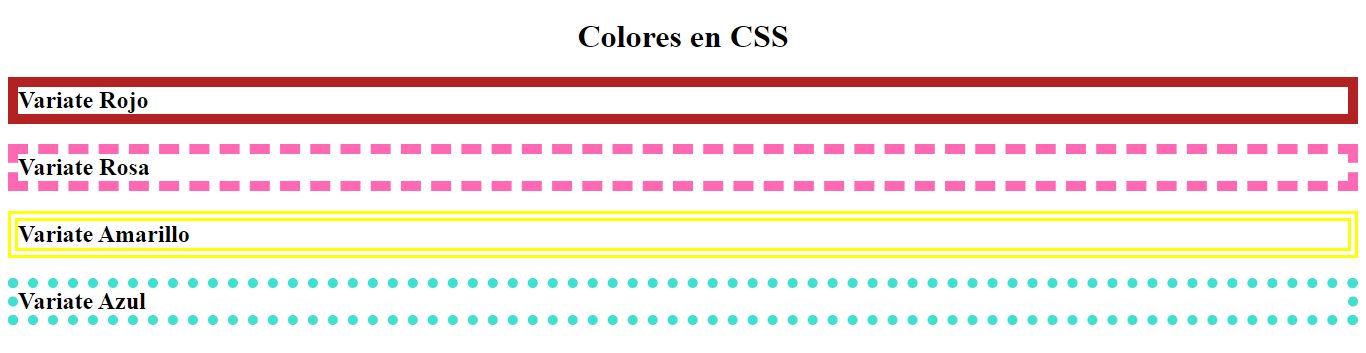 Colores en CSS
Variate Rojo
Variate Rosa
Variate Amarillo
Variate Azul